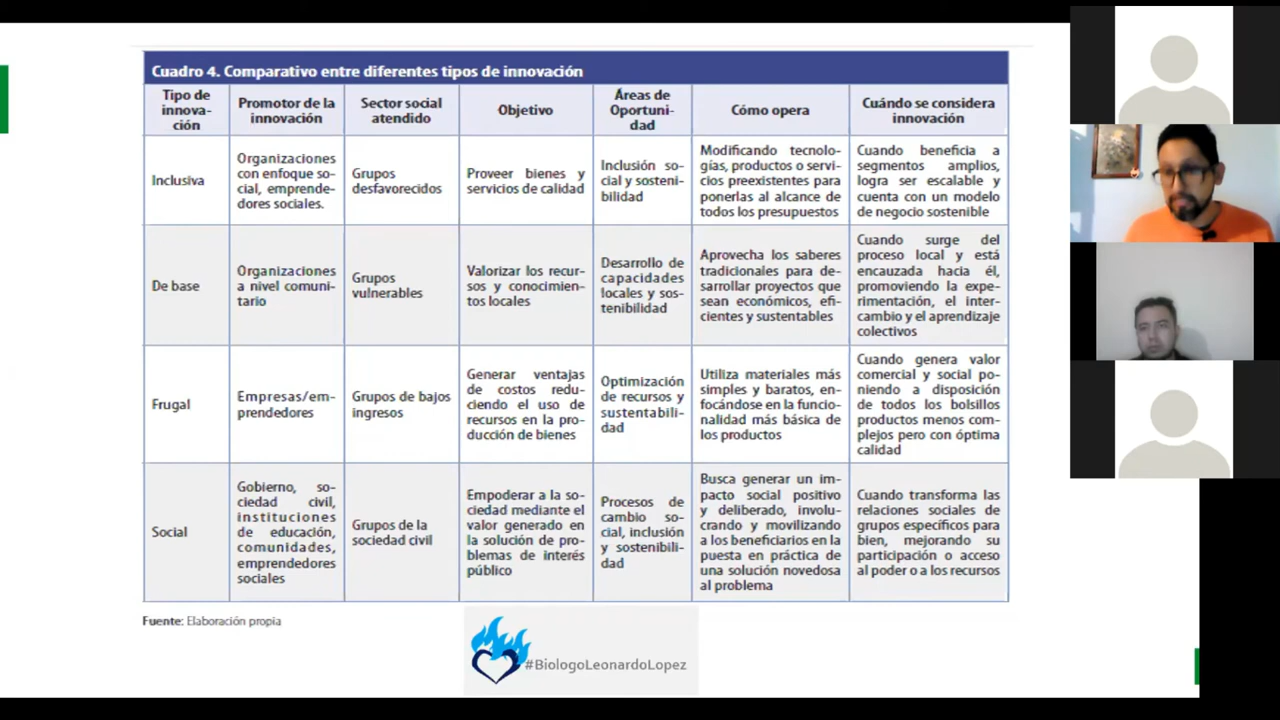 Cuadro 4. Comparativo entre diferentes tipos de innovación
Tipo de
innova-
ción
Promotor de la
innovación
Sector social
atendido
Objetivo
Áreas de
Oportuni-
dad
Cómo opera
Cuándo se considera
innovación
Inclusiva
Organizaciones
con enfoque so-
cial, emprende-
dores sociales.
Grupos
desfavorecidos
Proveer bienes y
servicios de calidad
Inclusión so-
cial y sosteni-
bilidad
Modificando tecnolo-
gías, productos o servi-
cios preexistentes para
ponerlas al alcance de
todos los presupuestos
Cuando beneficia a
segmentos amplios,
logra ser escalable y
cuenta con un modelo
de negocio sostenible
De base
Organizaciones
a nivel comuni-
tario
Grupos
vulnerables
Valorizar los recur-
sos y conocimien-
tos locales
Desarrollo de
capacidades
locales y sos-
tenibilidad
Aprovecha los saberes
tradicionales para de-
sarrollar proyectos que
sean económicos, efi-
cientes y sustentables
Cuando surge del
proceso local y está
encauzada hacia él,
promoviendo la expe-
rimentación, el inter-
cambio y el aprendizaje
colectivos
Frugal
Empresas/em-
prendedores
Grupos de bajos
ingresos
Generar ventajas
de costos redu-
ciendo el uso de
recursos en la pro-
ducción de bienes
Optimización
de recursos y
sustentabili-
dad
Utiliza materiales más
simples y baratos, en-
focándose en la funcio-
nalidad más básica de
los productos
Cuando genera valor
comercial y social po-
niendo a disposición
de todos los bolsillos
productos menos com-
plejos pero con óptima
calidad
Social
Gobierno, so-
ciedad civil,
instituciones
de educación,
comunidades,
emprendedores
sociales
Grupos de la
sociedad civil
Empoderar a la so-
ciedad mediante el
valor generado en
la solución de pro-
blemas de interés
público
Procesos de
cambio so-
cial, inclusión
y sostenibili-
dad
Busca generar un im-
pacto social positivo
y deliberado, involu-
crando y movilizando
a los beneficiarios en la
puesta en práctica de
una solución novedosa
al problema
Cuando transforma las
relaciones sociales de
grupos específicos para
bien, mejorando su
participación o acceso
al poder o a los recursos
Fuente: Elaboración propia
#BiologoLeonardoLopez